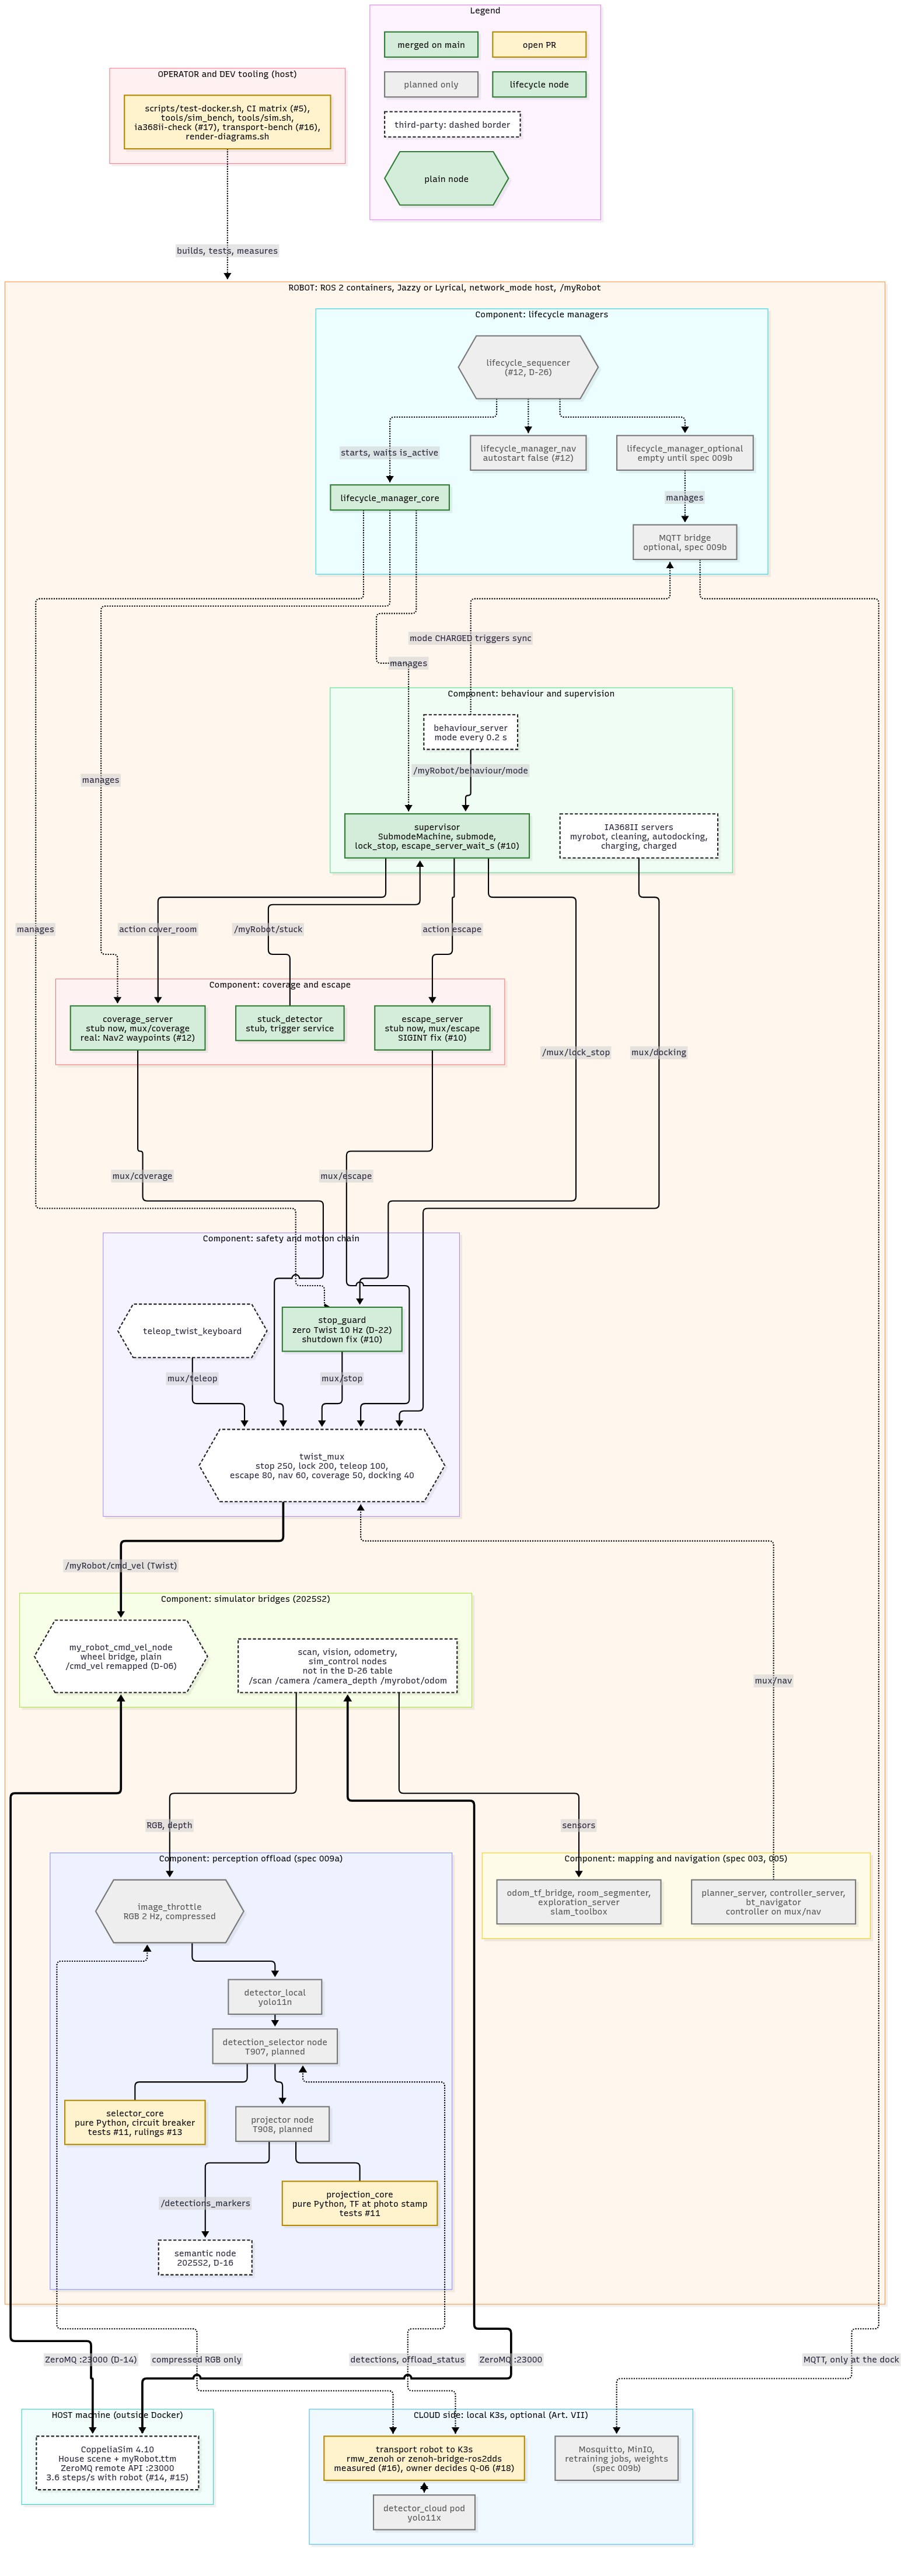 Legend
merged on main
open PR
planned only
lifecycle node
third-party: dashed border
plain node
OPERATOR and DEV tooling (host)
scripts/test-docker.sh, CI matrix (#5),
tools/sim_bench, tools/sim.sh,
ia368ii-check (#17), transport-bench (#16),
render-diagrams.sh
builds, tests, measures
ROBOT: ROS 2 containers, Jazzy or Lyrical, network_mode host, /myRobot
Component: lifecycle managers
lifecycle_sequencer
(#12, D-26)
starts, waits is_active
lifecycle_manager_nav
autostart false (#12)
lifecycle_manager_optional
empty until spec 009b
lifecycle_manager_core
manages
MQTT bridge
optional, spec 009b
mode CHARGED triggers sync
manages
Component: behaviour and supervision
behaviour_server
mode every 0.2 s
/myRobot/behaviour/mode
manages
supervisor
SubmodeMachine, submode,
lock_stop, escape_server_wait_s (#10)
IA368II servers
myrobot, cleaning, autodocking,
charging, charged
manages
action cover_room
/myRobot/stuck
action escape
Component: coverage and escape
coverage_server
stub now, mux/coverage
real: Nav2 waypoints (#12)
stuck_detector
stub, trigger service
escape_server
stub now, mux/escape
SIGINT fix (#10)
/mux/lock_stop
mux/docking
mux/coverage
mux/escape
Component: safety and motion chain
teleop_twist_keyboard
stop_guard
zero Twist 10 Hz (D-22)
shutdown fix (#10)
mux/teleop
mux/stop
twist_mux
stop 250, lock 200, teleop 100,
escape 80, nav 60, coverage 50, docking 40
/myRobot/cmd_vel (Twist)
Component: simulator bridges (2025S2)
my_robot_cmd_vel_node
wheel bridge, plain
/cmd_vel remapped (D-06)
scan, vision, odometry,
sim_control nodes
not in the D-26 table
/scan /camera /camera_depth /myrobot/odom
mux/nav
RGB, depth
sensors
Component: perception offload (spec 009a)
Component: mapping and navigation (spec 003, 005)
image_throttle
RGB 2 Hz, compressed
odom_tf_bridge, room_segmenter,
exploration_server
slam_toolbox
planner_server, controller_server,
bt_navigator
controller on mux/nav
detector_local
yolo11n
detection_selector node
T907, planned
selector_core
pure Python, circuit breaker
tests #11, rulings #13
projector node
T908, planned
/detections_markers
projection_core
pure Python, TF at photo stamp
tests #11
semantic node
2025S2, D-16
ZeroMQ :23000 (D-14)
compressed RGB only
detections, offload_status
ZeroMQ :23000
MQTT, only at the dock
HOST machine (outside Docker)
CoppeliaSim 4.10
House scene + myRobot.ttm
ZeroMQ remote API :23000
3.6 steps/s with robot (#14, #15)
CLOUD side: local K3s, optional (Art. VII)
transport robot to K3s
rmw_zenoh or zenoh-bridge-ros2dds
measured (#16), owner decides Q-06 (#18)
Mosquitto, MinIO,
retraining jobs, weights
(spec 009b)
detector_cloud pod
yolo11x